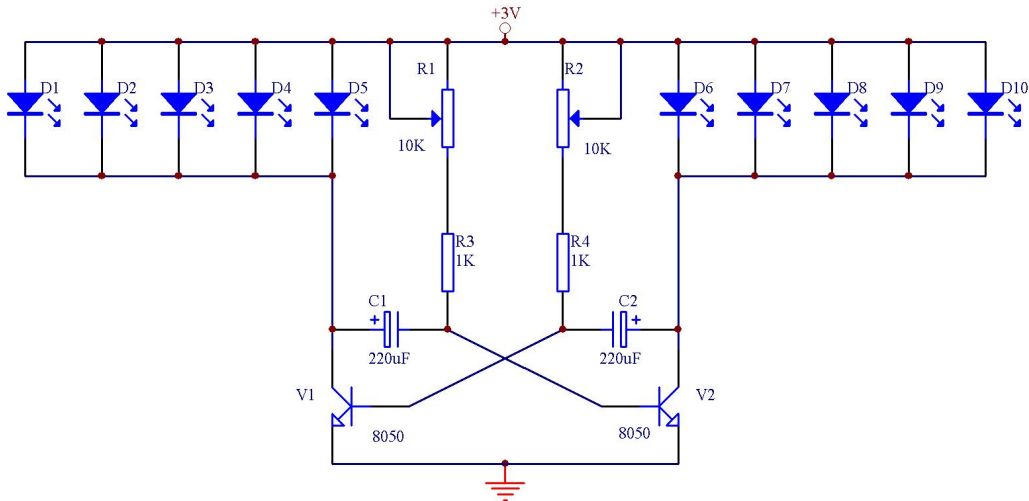 +3V
D1
D2
D3
D4
D5
R1
R2
D6
D7
D8
D9
D10
10K
10K
R3
1K
R4
1K
C1
+
220uF
C2
+
220uF
V1
8050
V2
8050